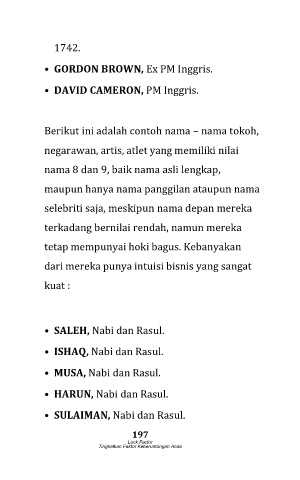 1742.
• GORDON BROWN, Ex PM Inggris.
• DAVID CAMERON, PM Inggris.
Berikut ini adalah contoh nama – nama tokoh,
negarawan, artis, atlet yang memiliki nilai
nama 8 dan 9, baik nama asli lengkap,
maupun hanya nama panggilan ataupun nama
selebriti saja, meskipun nama depan mereka
terkadang bernilai rendah, namun mereka
tetap mempunyai hoki bagus. Kebanyakan
dari mereka punya intuisi bisnis yang sangat
kuat :
• SALEH, Nabi dan Rasul.
• ISHAQ, Nabi dan Rasul.
• MUSA, Nabi dan Rasul.
• HARUN, Nabi dan Rasul.
• SULAIMAN, Nabi dan Rasul.
197
Luck Factor
Tingkatkan Faktor Keberuntungan Anda